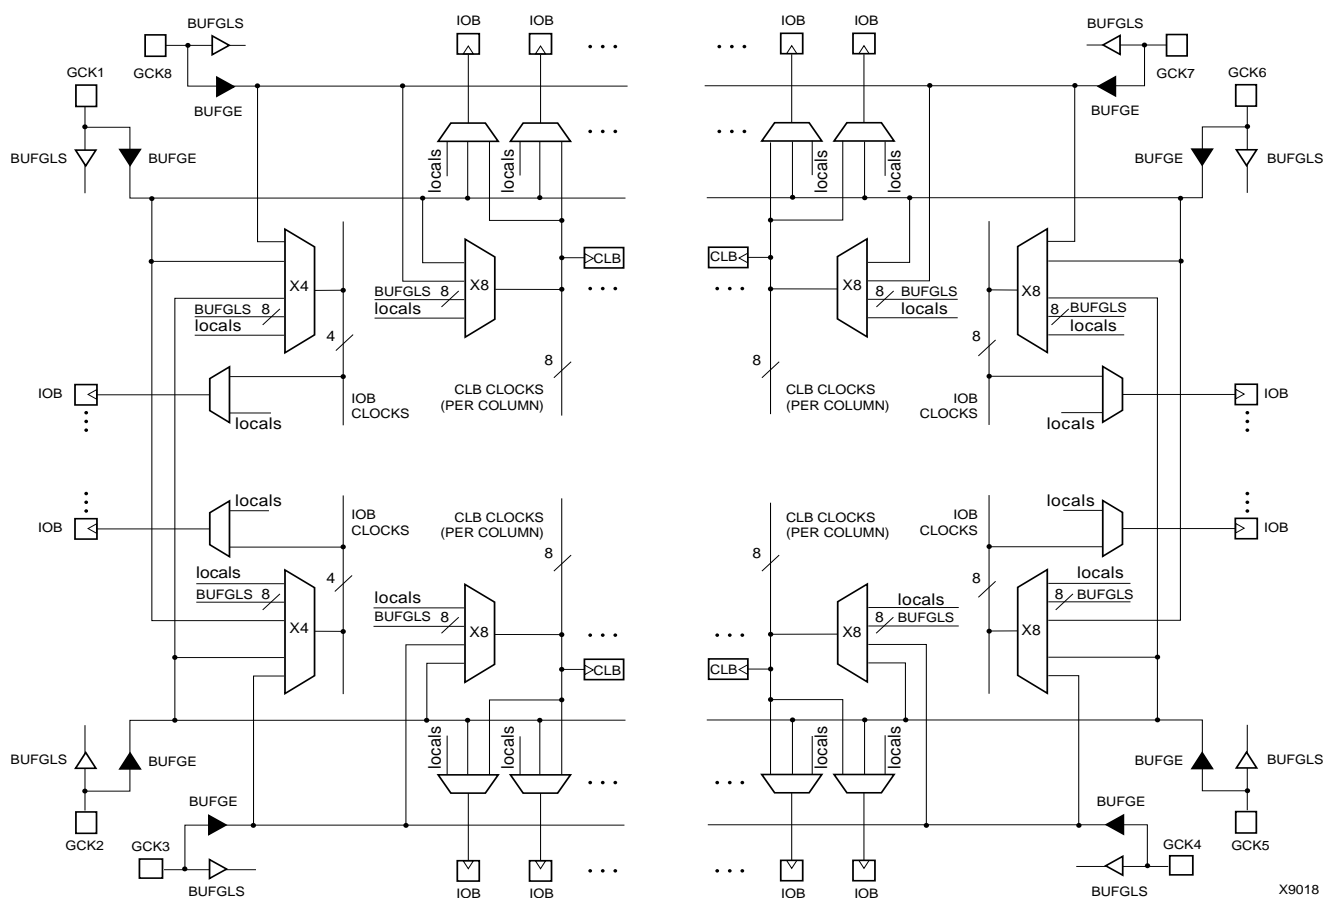 BUFGLS
IOB
IOB
IOB
IOB
BUFGLS
GCK8
GCK7
GCK1
GCK6
BUFGE
BUFGE
BUFGLS
BUFGE
BUFGE
BUFGLS
locals
locals
locals
locals
CLB
CLB
X4
X8
X8
X8
BUFGLS 8
locals
BUFGLS 8
locals
8 BUFGLS
locals
8 BUFGLS
locals
4
8
8
8
IOB
IOB
CLOCKS
CLB CLOCKS
(PER COLUMN)
CLB CLOCKS
(PER COLUMN)
IOB
CLOCKS
IOB
locals
locals
locals
locals
IOB
IOB
CLOCKS
CLB CLOCKS
(PER COLUMN)
CLB CLOCKS
(PER COLUMN)
IOB
CLOCKS
IOB
4
8
8
8
locals
BUFGLS 8
locals
BUFGLS 8
locals
8 BUFGLS
locals
8 BUFGLS
X4
X8
X8
X8
CLB
CLB
locals
locals
locals
locals
BUFGLS
BUFGE
BUFGE
BUFGLS
BUFGE
BUFGE
GCK2
GCK3
GCK4
GCK5
BUFGLS
IOB
IOB
IOB
IOB
BUFGLS
X9018